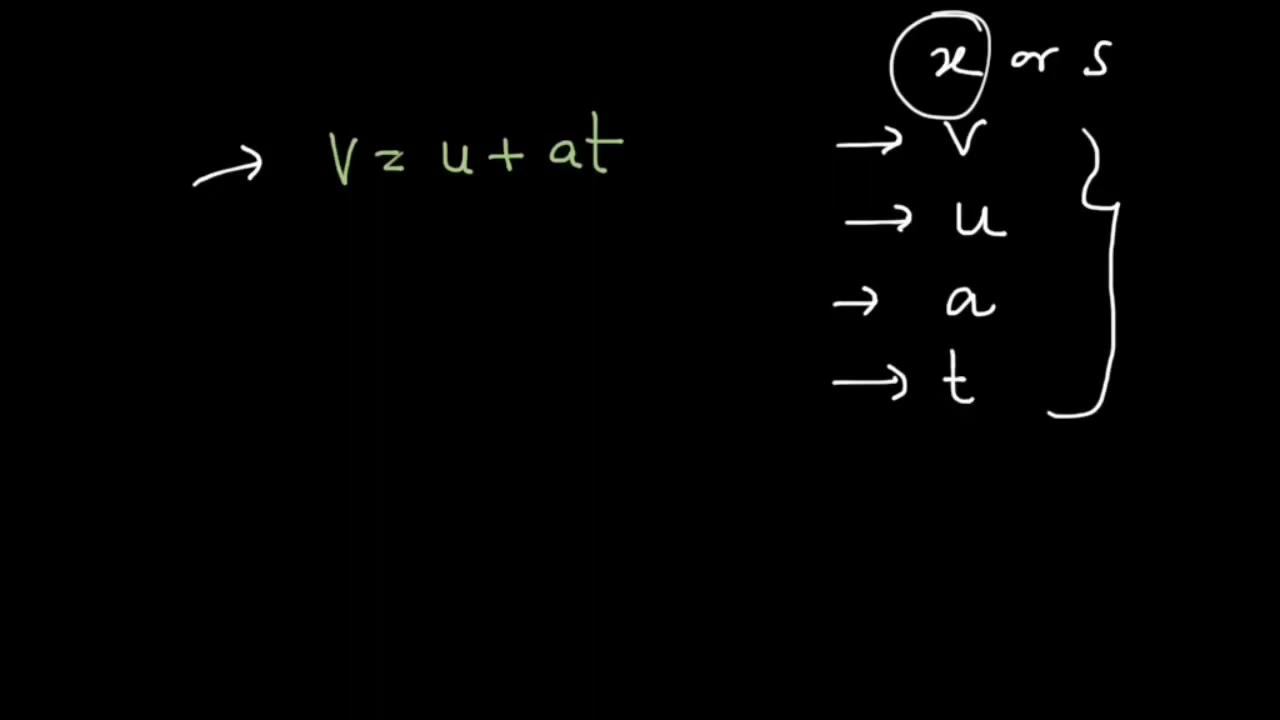 x or s
→ v = u + at
→ v
→ u
→ a
→ t